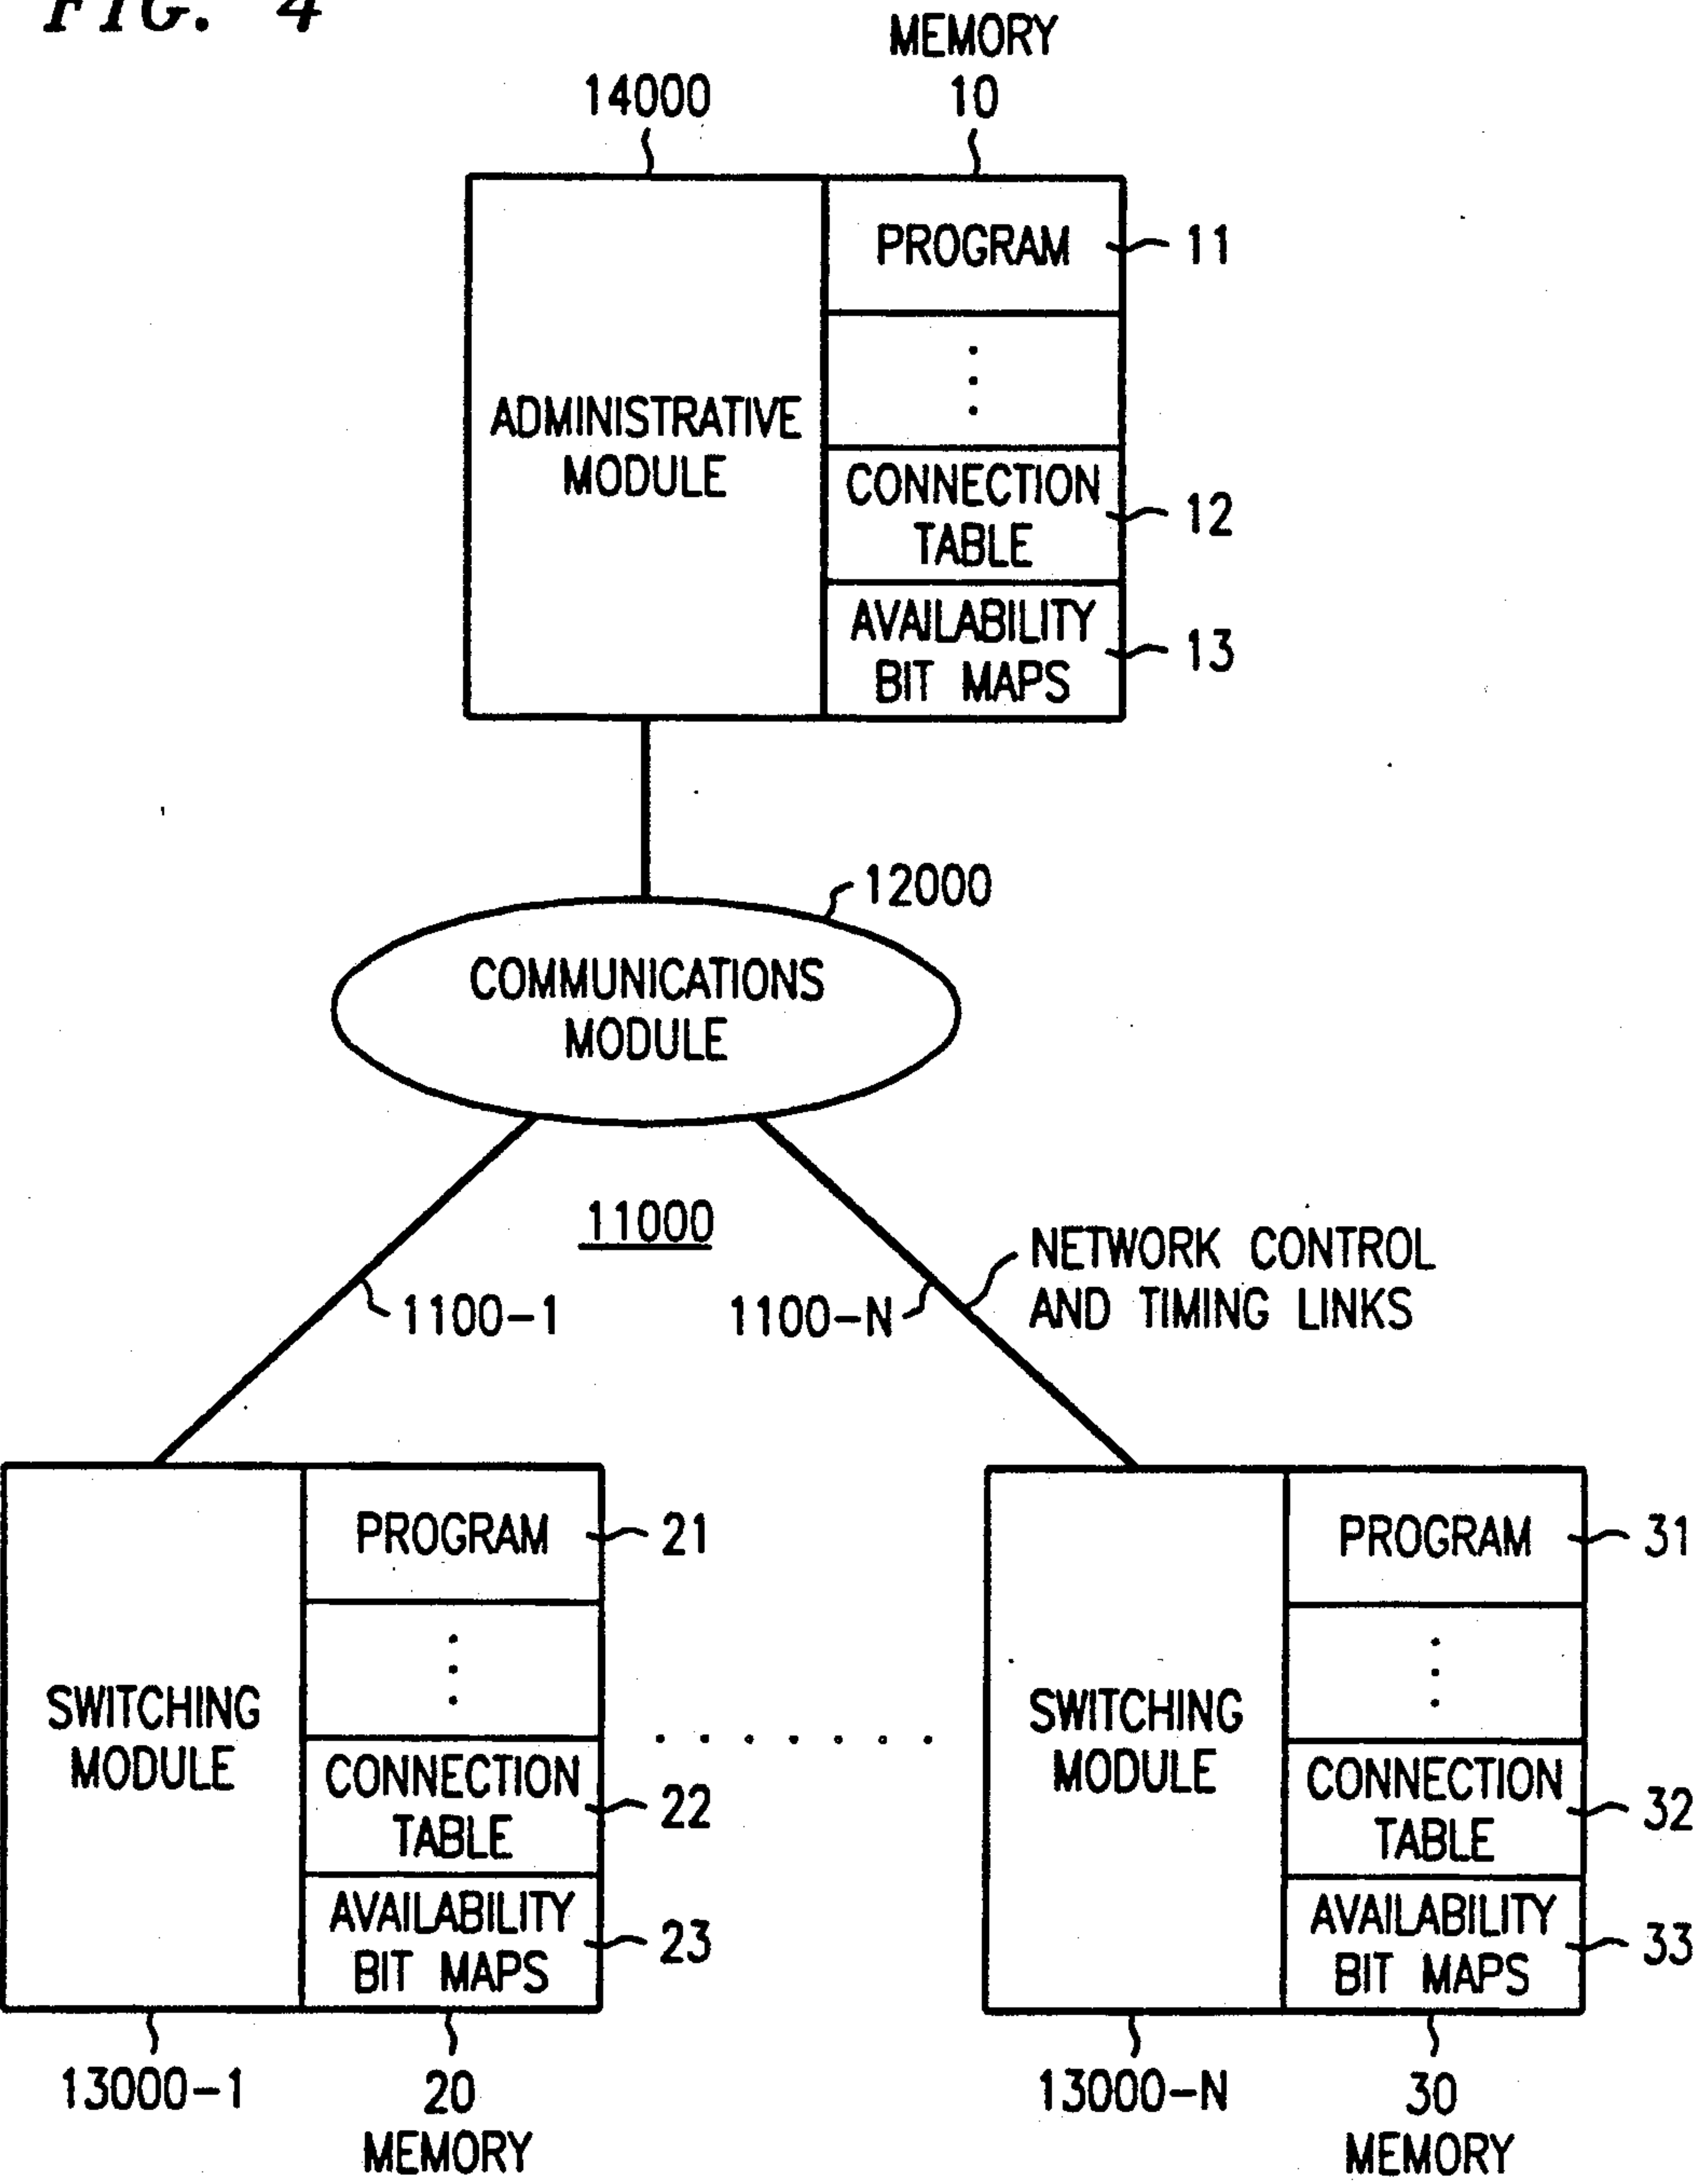 FIG. 4
MEMORY
14000
10
PROGRAM
11
ADMINISTRATIVE
MODULE
CONNECTION
TABLE
12
AVAILABILITY
BIT MAPS
13
12000
COMMUNICATIONS
MODULE
11000
1100-1
1100-N
NETWORK CONTROL
AND TIMING LINKS
SWITCHING
MODULE
PROGRAM
21
CONNECTION
TABLE
22
AVAILABILITY
BIT MAPS
23
13000-1
20
MEMORY
SWITCHING
MODULE
PROGRAM
31
CONNECTION
TABLE
32
AVAILABILITY
BIT MAPS
33
13000-N
30
MEMORY